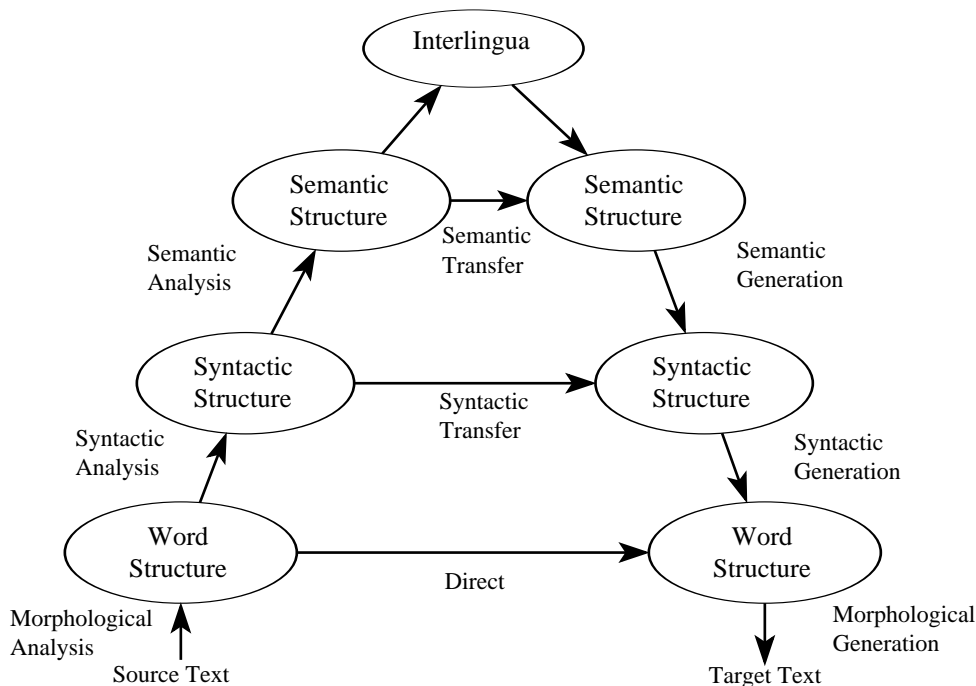 Interlingua
Semantic
Structure
Semantic
Structure
Semantic
Transfer
Semantic
Analysis
Semantic
Generation
Syntactic
Structure
Syntactic
Structure
Syntactic
Transfer
Syntactic
Analysis
Syntactic
Generation
Word
Structure
Word
Structure
Direct
Morphological
Analysis
Morphological
Generation
Source Text
Target Text